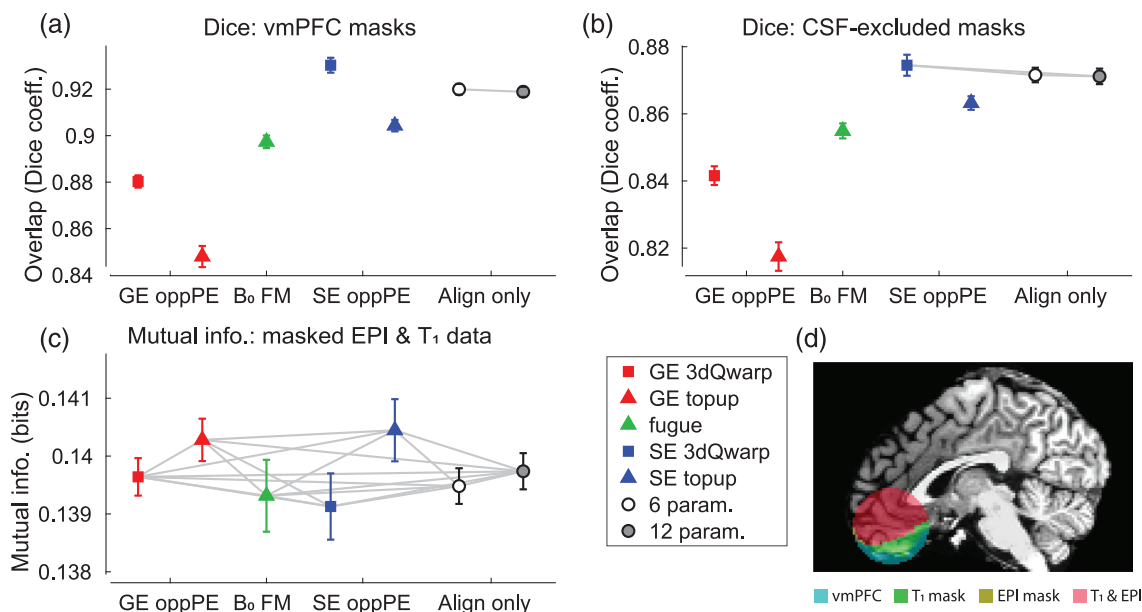 (a)
Dice: vmPFC masks
Overlap (Dice coeff.)
0.92
0.9
0.88
0.86
0.84
GE oppPE B₀ FM SE oppPE Align only
(b)
Dice: CSF-excluded masks
Overlap (Dice coeff.)
0.88
0.86
0.84
0.82
GE oppPE B₀ FM SE oppPE Align only
(c)
Mutual info.: masked EPI & T₁ data
Mutual info. (bits)
0.141
0.14
0.139
0.138
GE oppPE B₀ FM SE oppPE Align only
GE 3dQwarp
GE topup
fugue
SE 3dQwarp
SE topup
6 param.
12 param.
(d)
vmPFC T₁ mask EPI mask T₁ & EPI